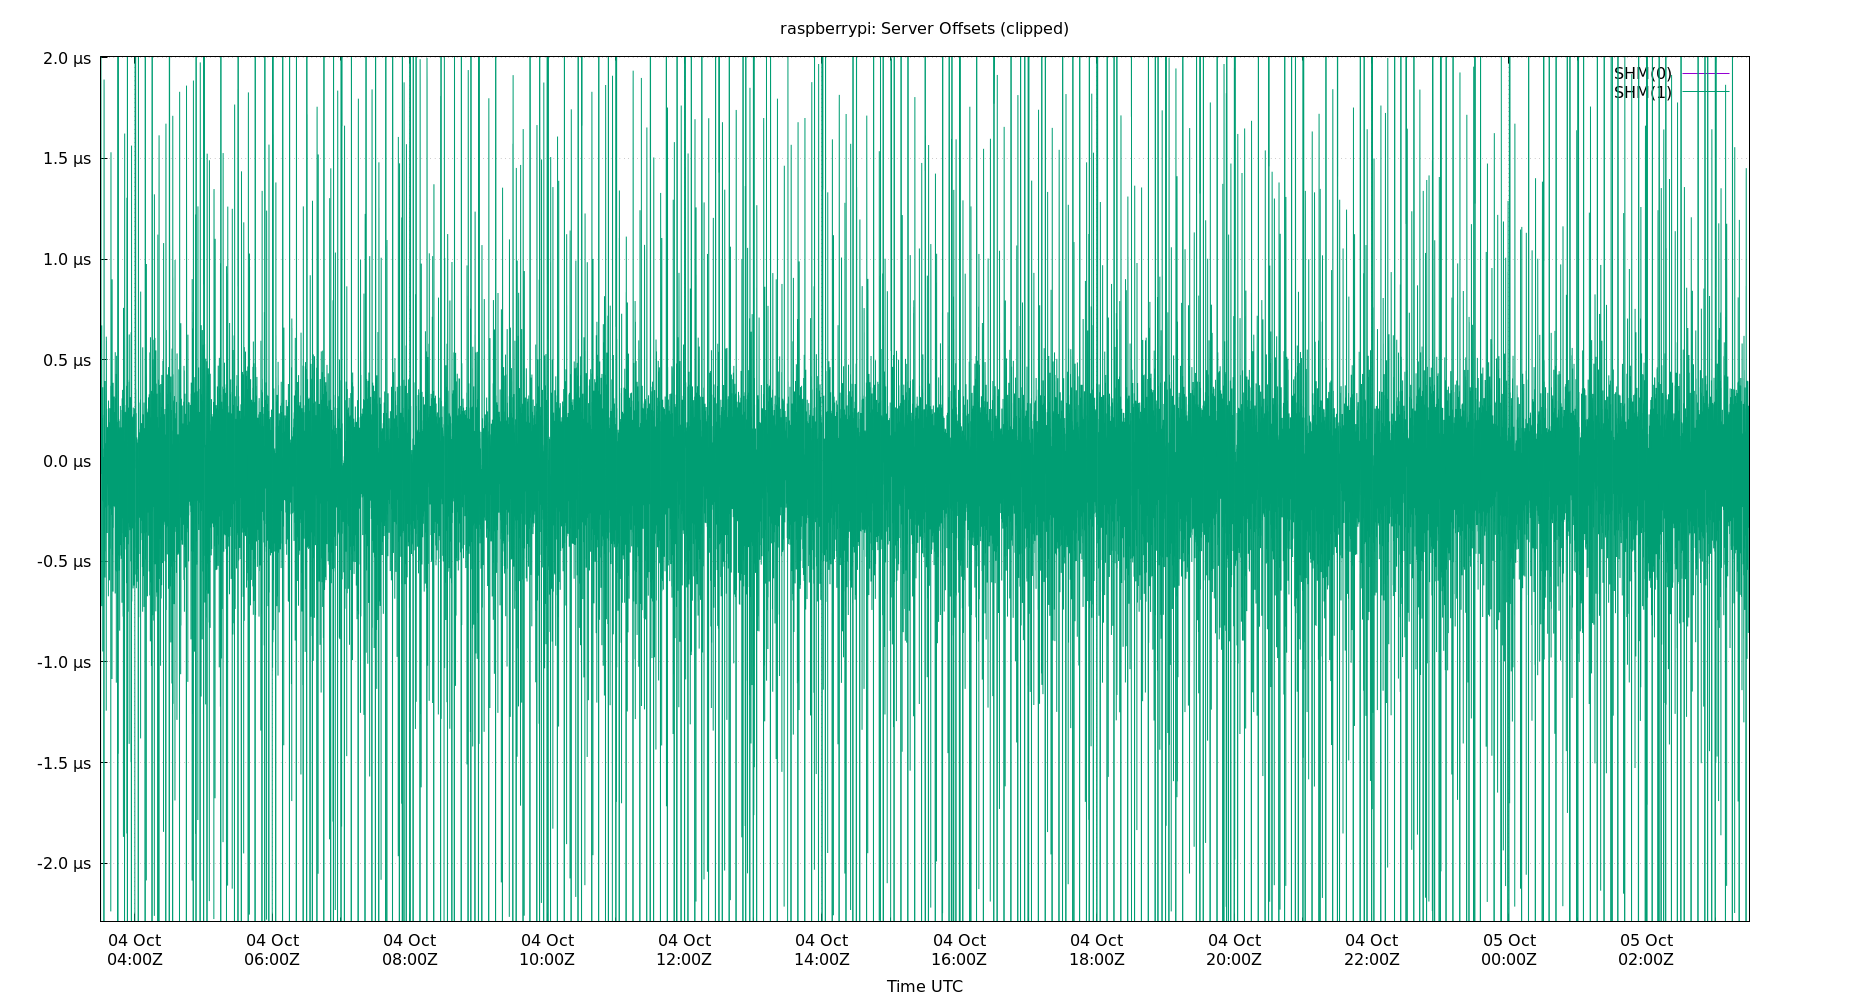 raspberrypi: Server Offsets (clipped)
2.0 µs
SHM(0)
SHM(1)
1.5 µs
1.0 µs
0.5 µs
0.0 µs
-0.5 µs
-1.0 µs
-1.5 µs
-2.0 µs
04 Oct 04 Oct 04 Oct 04 Oct 04 Oct 04 Oct 04 Oct 04 Oct 04 Oct 04 Oct 05 Oct 05 Oct
04:00Z 06:00Z 08:00Z 10:00Z 12:00Z 14:00Z 16:00Z 18:00Z 20:00Z 22:00Z 00:00Z 02:00Z
Time UTC